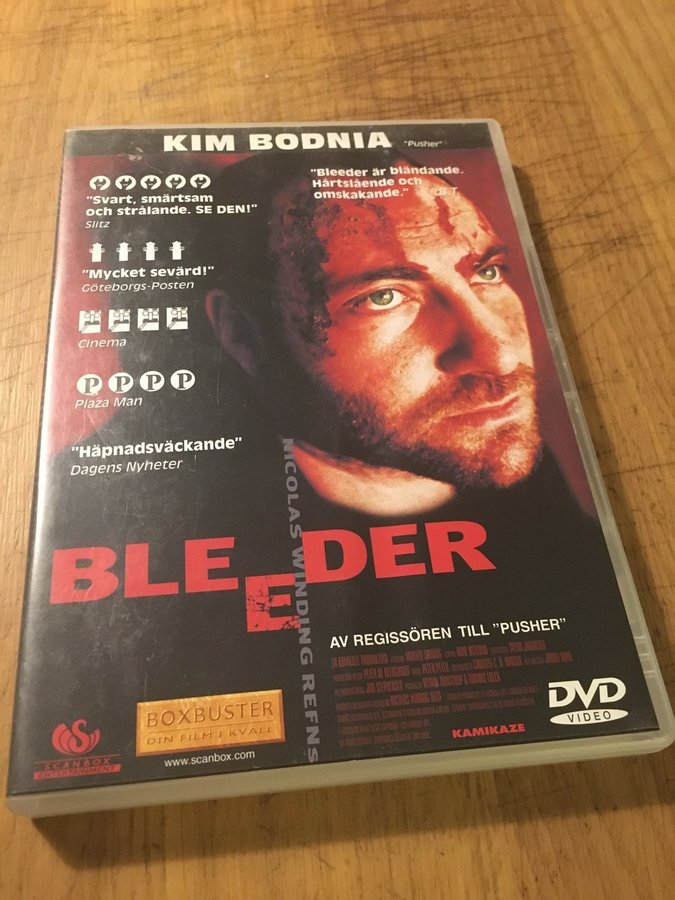 KIM BODNIA "Pusher"
"Svart, smärtsam
och strålande. SE DEN!"
Slitz
"Bleeder är bländande.
Hårtslående och
omskakande."
"Mycket sevärd!"
Göteborgs-Posten
Cinema
P P P P
Plaza Man
"Häpnadsväckande"
Dagens Nyheter
NICOLAS WINDING REFNS
BLEEDER
AV REGISSÖREN TILL "PUSHER"
KAMIKAZE
DVD
VIDEO
S
SCANBOX
ENTERTAINMENT
BOXBUSTER
DIN FILM I KVÄLL
www.scanbox.com